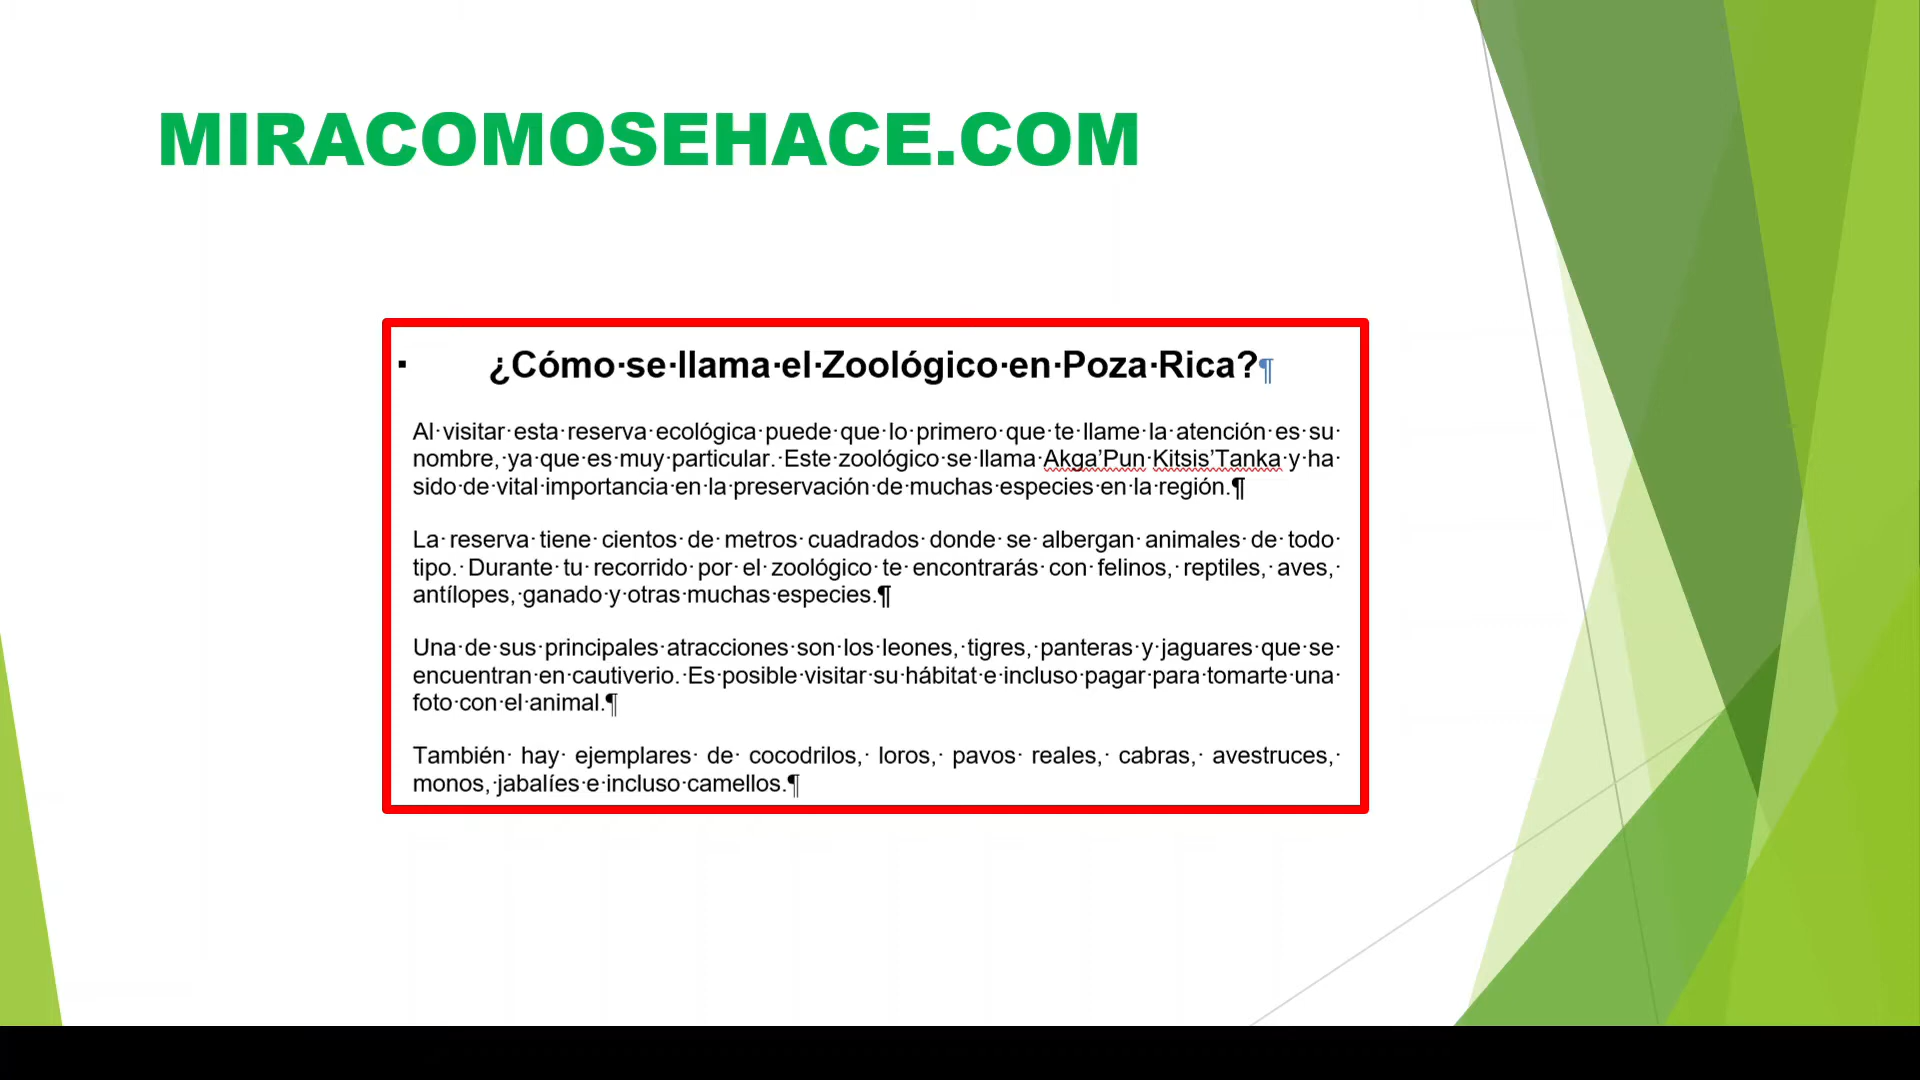 MIRACOMOSEHACE.COM
▪ ¿Cómo·se·llama·el·Zoológico·en·Poza·Rica?¶
Al·visitar·esta·reserva·ecológica·puede·que·lo·primero·que·te·llame·la·atención·es·su·
nombre,·ya·que·es·muy·particular.·Este·zoológico·se·llama·Akga’Pun·Kitsis’Tanka·y·ha·
sido·de·vital·importancia·en·la·preservación·de·muchas·especies·en·la·región.¶
La·reserva·tiene·cientos·de·metros·cuadrados·donde·se·albergan·animales·de·todo·
tipo.·Durante·tu·recorrido·por·el·zoológico·te·encontrarás·con·felinos,·reptiles,·aves,·
antílopes,·ganado·y·otras·muchas·especies.¶
Una·de·sus·principales·atracciones·son·los·leones,·tigres,·panteras·y·jaguares·que·se·
encuentran·en·cautiverio.·Es·posible·visitar·su·hábitat·e·incluso·pagar·para·tomarte·una·
foto·con·el·animal.¶
También·hay·ejemplares·de·cocodrilos,·loros,·pavos·reales,·cabras,·avestruces,·
monos,·jabalíes·e·incluso·camellos.¶